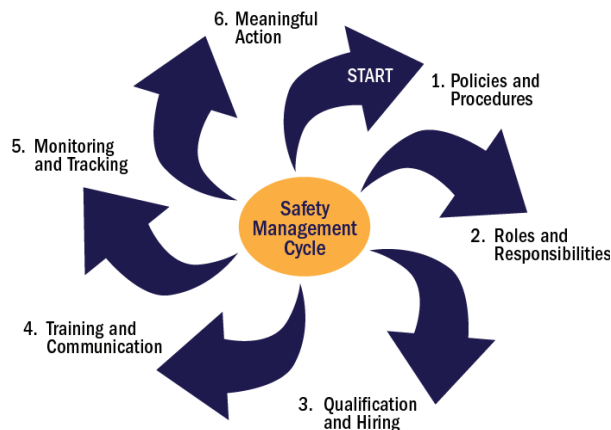 START
1. Policies and
Procedures
2. Roles and
Responsibilities
3. Qualification
and Hiring
4. Training and
Communication
5. Monitoring
and Tracking
6. Meaningful
Action
Safety
Management
Cycle